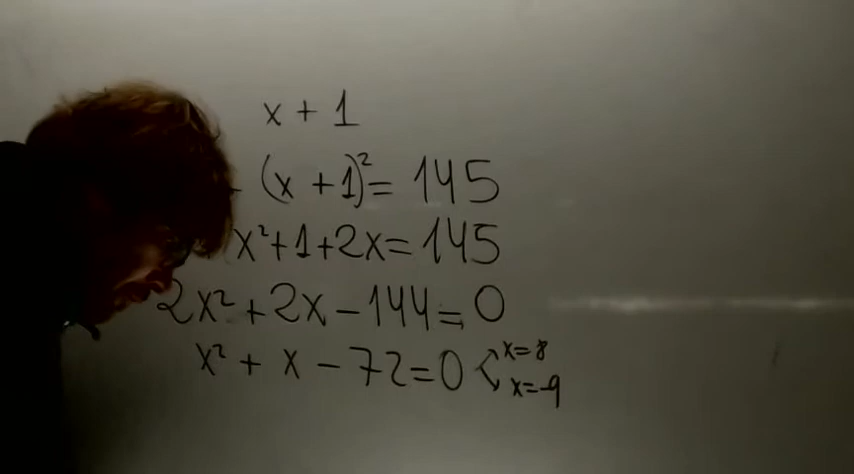 x + 1
(x + 1)² = 145
x² + 1 + 2x = 145
2x² + 2x - 144 = 0
x² + x - 72 = 0 < x = 8
x = -9